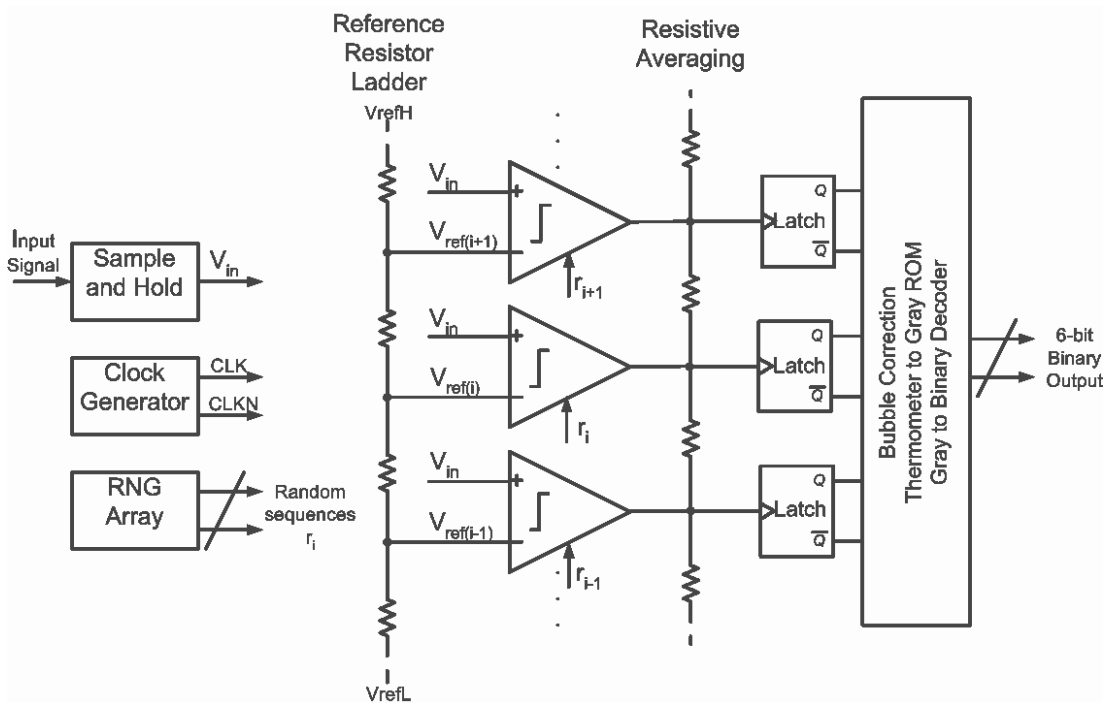 Reference
Resistor
Ladder
VrefH
Resistive
Averaging
Input
Signal
Sample
and Hold
Vin
Clock
Generator
CLK
CLKN
RNG
Array
Random
sequences
ri
Vin
+
Vref(i+1)
-
ri+1
Vin
+
Vref(i)
-
ri
Vin
+
Vref(i-1)
-
ri-1
VrefL
Latch
Q
Q̅
Latch
Q
Q̅
Latch
Q
Q̅
Bubble Correction
Thermometer to Gray ROM
Gray to Binary Decoder
6-bit
Binary
Output